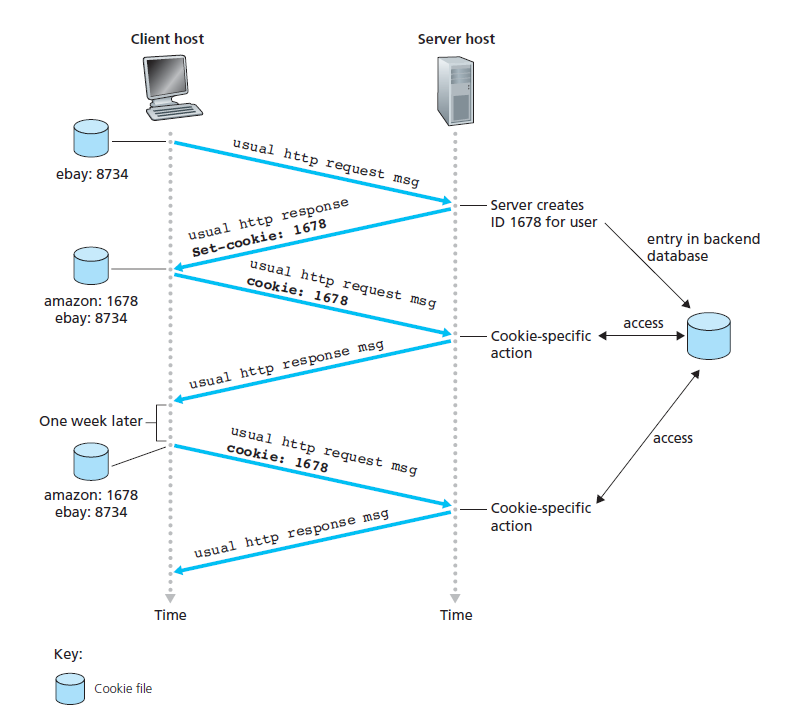 Client host
Server host
usual http request msg
ebay: 8734
Server creates
ID 1678 for user
usual http response
Set-cookie: 1678
entry in backend
database
usual http request msg
cookie: 1678
amazon: 1678
ebay: 8734
access
Cookie-specific
action
usual http response msg
One week later
usual http request msg
cookie: 1678
access
amazon: 1678
ebay: 8734
Cookie-specific
action
usual http response msg
Time
Time
Key:
Cookie file